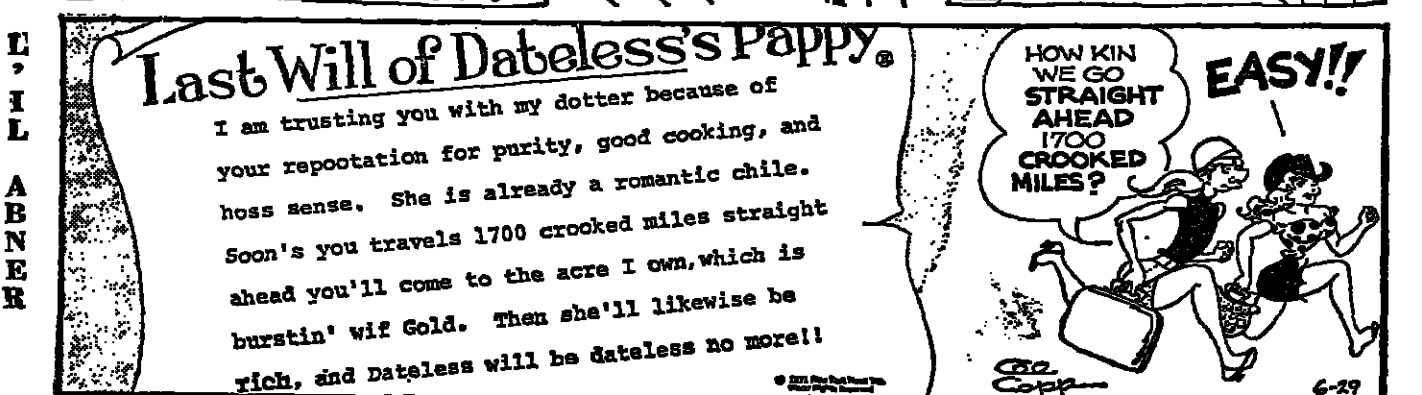 L'IL ABNER
Last Will of Dateless's Pappy®
I am trusting you with my dotter because of
your repootation for purity, good cooking, and
hoss sense. She is already a romantic chile.
Soon's you travels 1700 crooked miles straight
ahead you'll come to the acre I own, which is
burstin' wif Gold. Then she'll likewise be
rich, and Dateless will be dateless no more!!
HOW KIN
WE GO
STRAIGHT
AHEAD
1700
CROOKED
MILES?
EASY!!
Capp
6-29